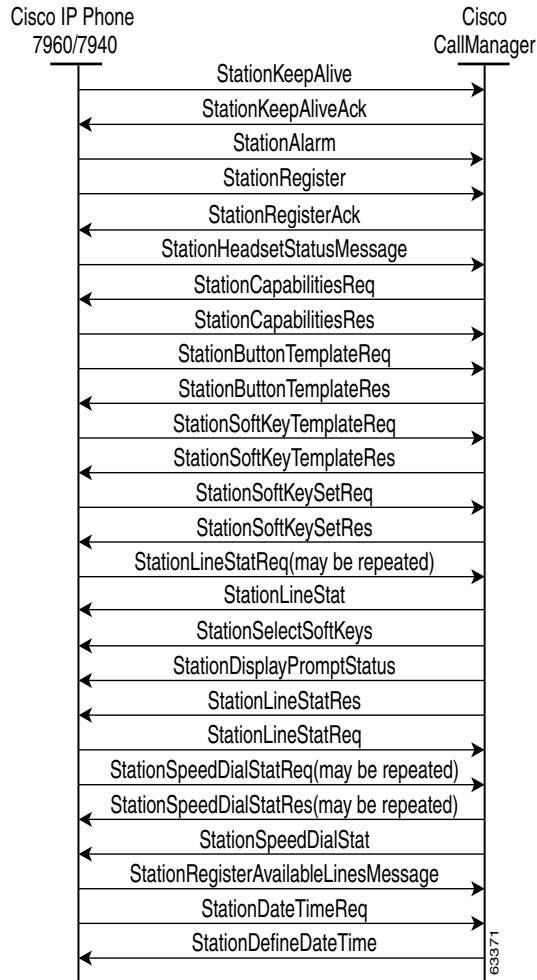 Cisco IP Phone
7960/7940
Cisco
CallManager
StationKeepAlive
StationKeepAliveAck
StationAlarm
StationRegister
StationRegisterAck
StationHeadsetStatusMessage
StationCapabilitiesReq
StationCapabilitiesRes
StationButtonTemplateReq
StationButtonTemplateRes
StationSoftKeyTemplateReq
StationSoftKeyTemplateRes
StationSoftKeySetReq
StationSoftKeySetRes
StationLineStatReq(may be repeated)
StationLineStat
StationSelectSoftKeys
StationDisplayPromptStatus
StationLineStatRes
StationLineStatReq
StationSpeedDialStatReq(may be repeated)
StationSpeedDialStatRes(may be repeated)
StationSpeedDialStat
StationRegisterAvailableLinesMessage
StationDateTimeReq
StationDefineDateTime
63371